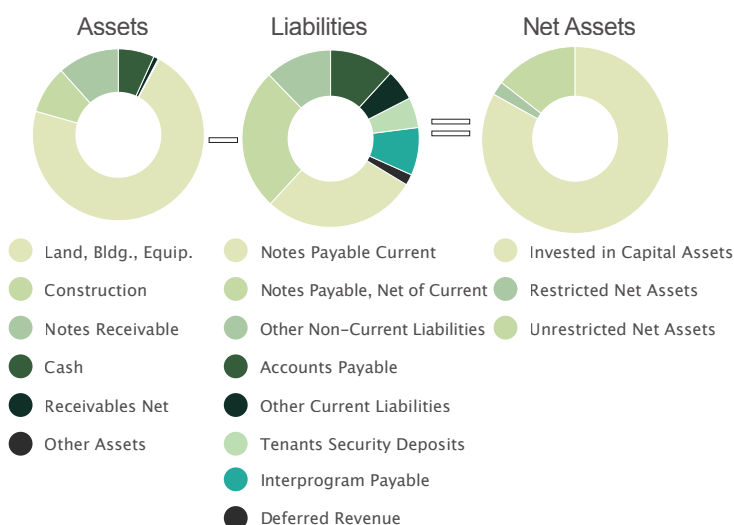 Assets
Liabilities
Net Assets
Land, Bldg., Equip.
Construction
Notes Receivable
Cash
Receivables Net
Other Assets
Notes Payable Current
Notes Payable, Net of Current
Other Non-Current Liabilities
Accounts Payable
Other Current Liabilities
Tenants Security Deposits
Interprogram Payable
Deferred Revenue
Invested in Capital Assets
Restricted Net Assets
Unrestricted Net Assets